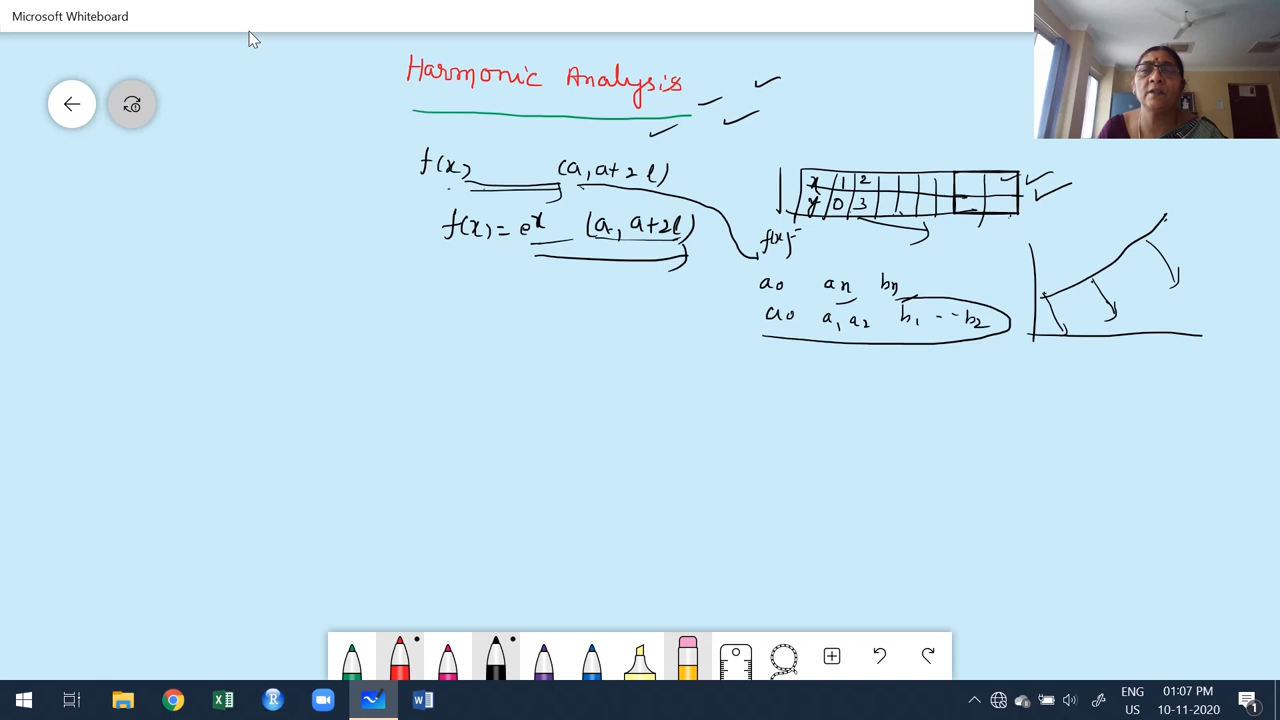 Microsoft Whiteboard
Harmonic Analysis
f(x) (a, a+2l)
f(x) = e^x (a, a+2l)
x 1 2
y 0 3
f(x) =
a0 an bn
a0 a1 a2 b1 -- b2
ENG 01:07 PM
US 10-11-2020
1